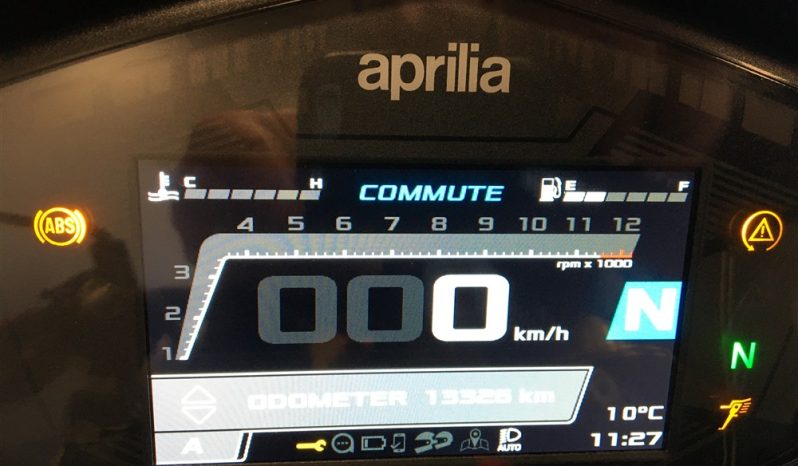 aprilia
C H COMMUTE E F
ABS
4 5 6 7 8 9 10 11 12
3
rpm x 1000
2
000 km/h N
1
N
ODOMETER 13326 km
10°C
A AUTO 11:27